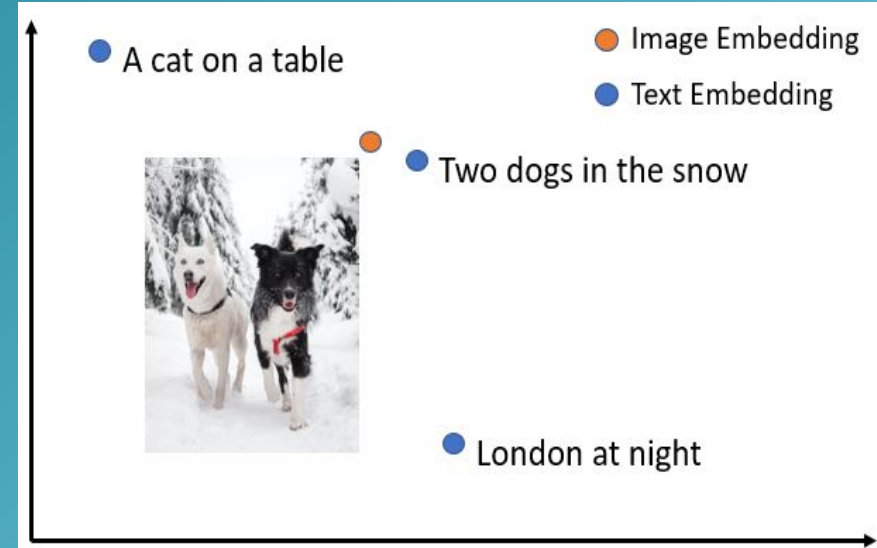 A cat on a table
Image Embedding
Text Embedding
Two dogs in the snow
London at night